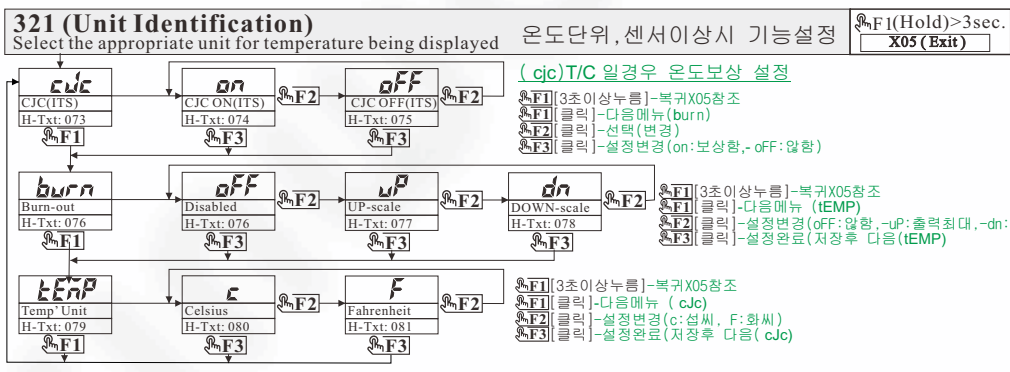 321 (Unit Identification)
Select the appropriate unit for temperature being displayed
온도단위,센서이상시 기능설정
F1(Hold)>3sec.
X05 (Exit)
cJc
CJC(ITS)
H-Txt: 073
F1
on
CJC ON(ITS)
H-Txt: 074
F3
F2
oFF
CJC OFF(ITS)
H-Txt: 075
F3
F2
( cjc)T/C 일경우 온도보상 설정
F1[3초이상누름]-복귀X05참조
F1[클릭]-다음메뉴(burn)
F2[클릭]-선택(변경)
F3[클릭]-설정변경(on:보상함,- oFF:않함)
burn
Burn-out
H-Txt: 076
F1
oFF
Disabled
H-Txt: 076
F3
F2
uP
UP-scale
H-Txt: 077
F3
F2
dn
DOWN-scale
H-Txt: 078
F3
F2
F1[3초이상누름]-복귀X05참조
F1[클릭]-다음메뉴 (tEMP)
F2[클릭]-설정변경(oFF:않함,-uP:출력최대,-dn:
F3[클릭]-설정완료(저장후 다음(tEMP)
tEmP
Temp' Unit
H-Txt: 079
F1
c
Celsius
H-Txt: 080
F3
F2
F
Fahrenheit
H-Txt: 081
F3
F2
F1[3초이상누름]-복귀X05참조
F1[클릭]-다음메뉴 ( cJc)
F2[클릭]-설정변경(c:섭씨, F:화씨)
F3[클릭]-설정완료(저장후 다음( cJc)